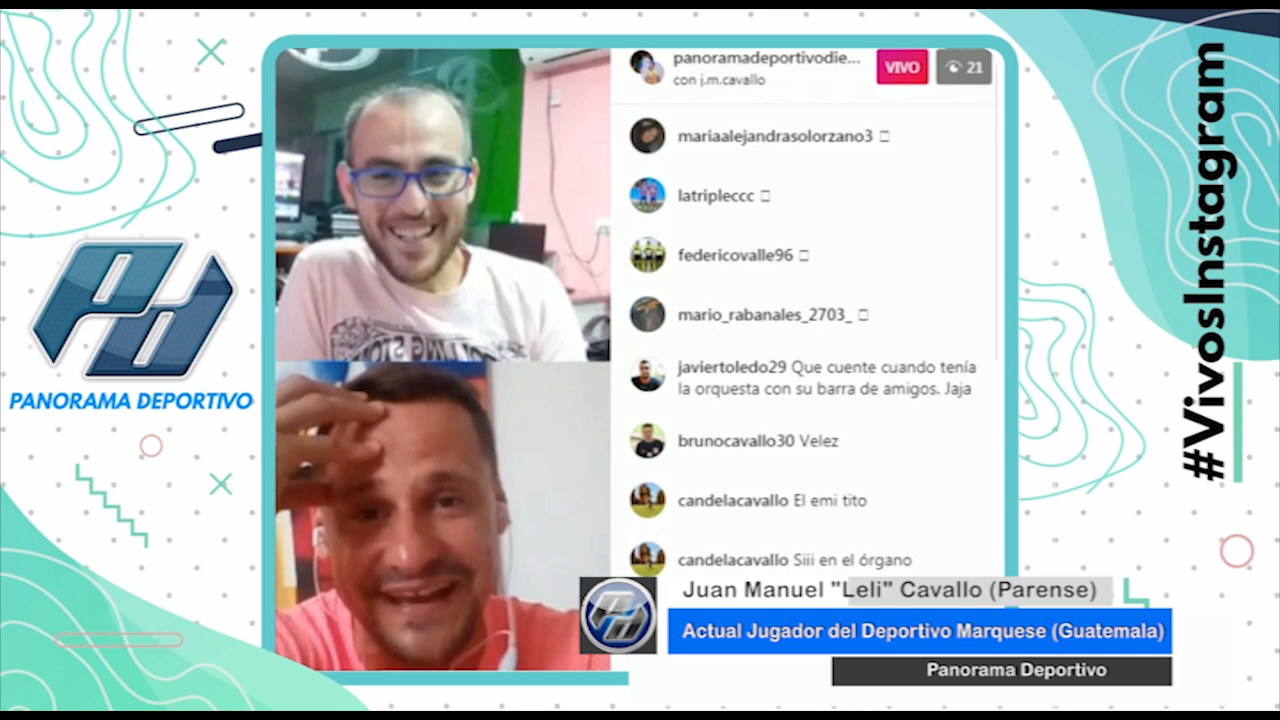 panoramadeportivodie...
con j.m.cavallo
VIVO
21
mariaalejandrasolorzano3
latripleccc
federicovalle96
mario_rabanales_2703_
javiertoledo29 Que cuente cuando tenía
la orquesta con su barra de amigos. Jaja
brunocavallo30 Velez
candelacavallo El emi tito
candelacavallo Siii en el órgano
PD
PANORAMA DEPORTIVO
#VivosInstagram
Juan Manuel "Leli" Cavallo (Parense)
Actual Jugador del Deportivo Marquese (Guatemala)
Panorama Deportivo